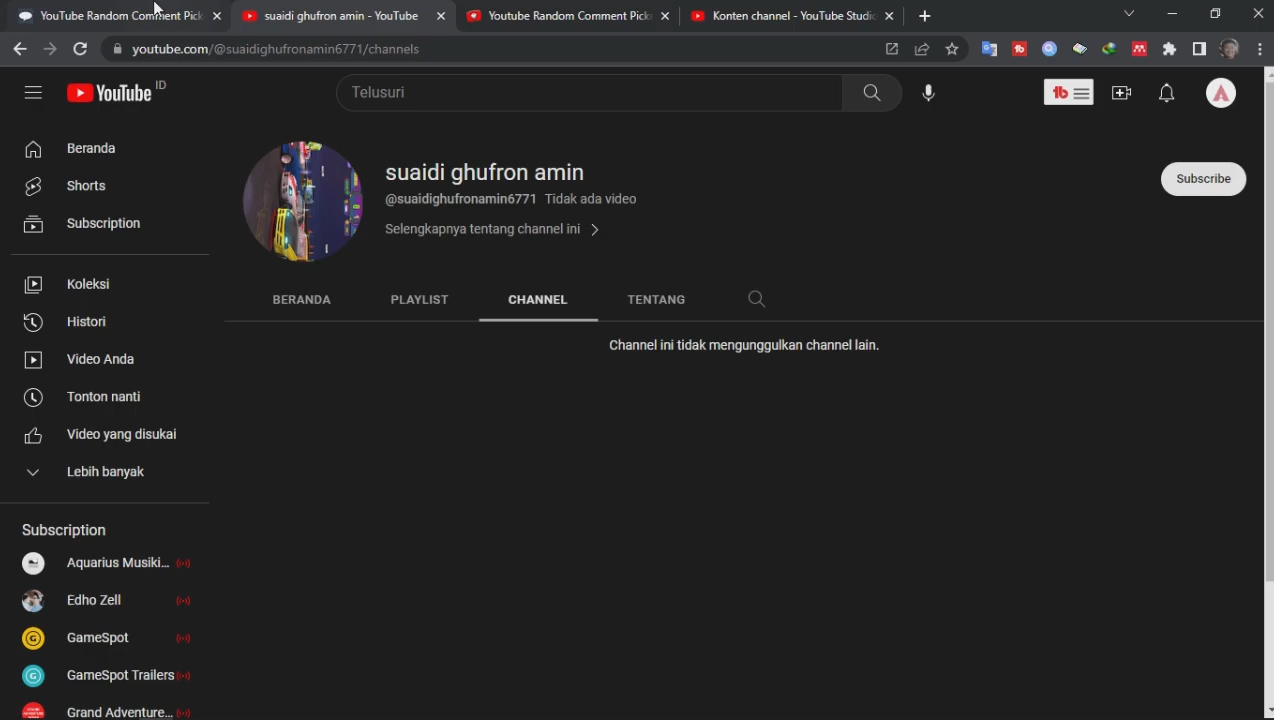 YouTube Random Comment Pick
suaidi ghufron amin - YouTube
Youtube Random Comment Pick
Konten channel - YouTube Studio
youtube.com/@suaidighufronamin6771/channels
YouTube ID
Telusuri
tb
Beranda
Shorts
Subscription
Koleksi
Histori
Video Anda
Tonton nanti
Video yang disukai
Lebih banyak
Subscription
Aquarius Musiki...
Edho Zell
GameSpot
GameSpot Trailers
Grand Adventure...
suaidi ghufron amin
@suaidighufronamin6771 Tidak ada video
Selengkapnya tentang channel ini
Subscribe
BERANDA
PLAYLIST
CHANNEL
TENTANG
Channel ini tidak mengunggulkan channel lain.